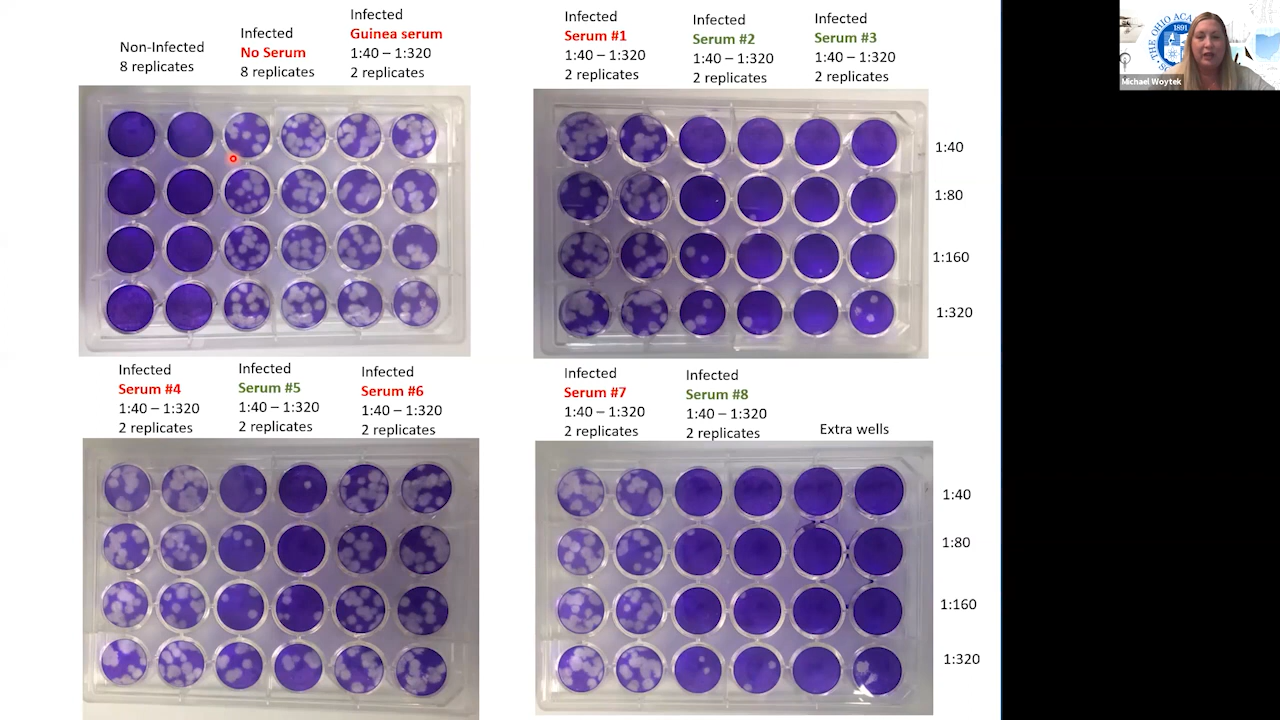 Non-Infected
8 replicates
Infected
No Serum
8 replicates
Infected
Guinea serum
1:40 – 1:320
2 replicates
Infected
Serum #1
1:40 – 1:320
2 replicates
Infected
Serum #2
1:40 – 1:320
2 replicates
Infected
Serum #3
1:40 – 1:320
2 replicates
1:40
1:80
1:160
1:320
Infected
Serum #4
1:40 – 1:320
2 replicates
Infected
Serum #5
1:40 – 1:320
2 replicates
Infected
Serum #6
1:40 – 1:320
2 replicates
Infected
Serum #7
1:40 – 1:320
2 replicates
Infected
Serum #8
1:40 – 1:320
2 replicates
Extra wells
1:40
1:80
1:160
1:320
THE OHIO ACA
1891
Michael Woytek